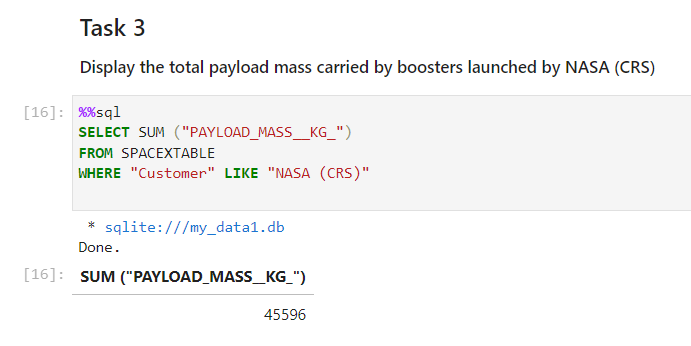 Task 3
Display the total payload mass carried by boosters launched by NASA (CRS)
[16]: %%sql
SELECT SUM ("PAYLOAD_MASS__KG_")
FROM SPACEXTABLE
WHERE "Customer" LIKE "NASA (CRS)"
* sqlite:///my_data1.db
Done.
[16]: SUM ("PAYLOAD_MASS__KG_")
45596